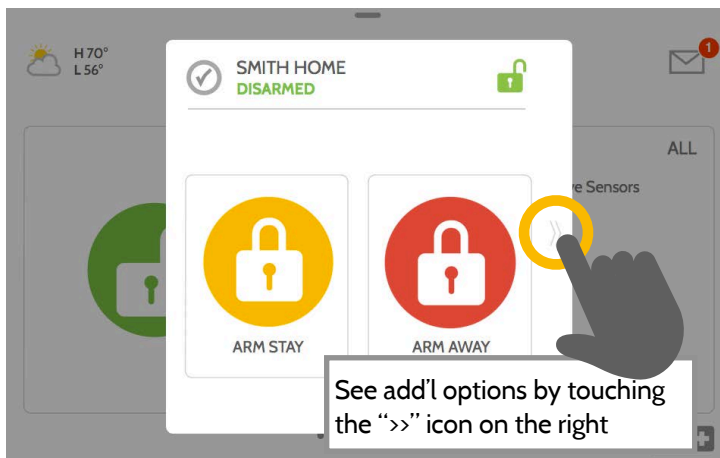 H 70°
L 56°
SMITH HOME
DISARMED
1
ALL
ve Sensors
ARM STAY
ARM AWAY
See add'l options by touching
the “>>” icon on the right